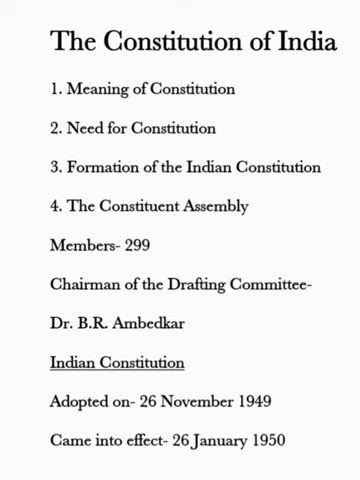 The Constitution of India
1. Meaning of Constitution
2. Need for Constitution
3. Formation of the Indian Constitution
4. The Constituent Assembly
Members- 299
Chairman of the Drafting Committee-
Dr. B.R. Ambedkar
Indian Constitution
Adopted on- 26 November 1949
Came into effect- 26 January 1950